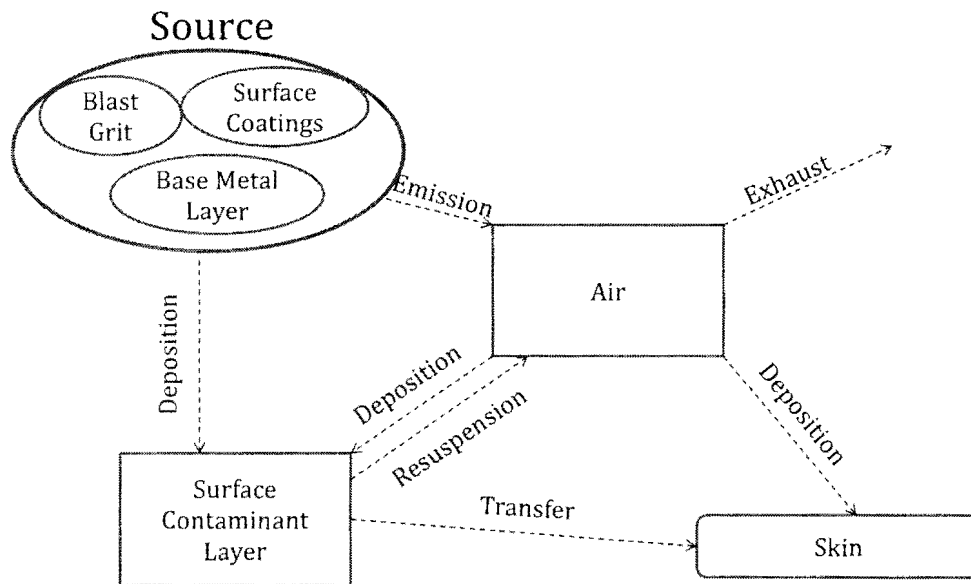 Source
Blast
Grit
Surface
Coatings
Base Metal
Layer
Emission
Exhaust
Air
Deposition
Deposition
Resuspension
Deposition
Surface
Contaminant
Layer
Transfer
Skin